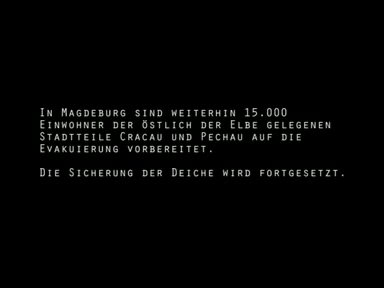 In Magdeburg sind weiterhin 15.000
Einwohner der östlich der Elbe gelegenen
Stadtteile Cracau und Pechau auf die
Evakuierung vorbereitet.
Die Sicherung der Deiche wird fortgesetzt.